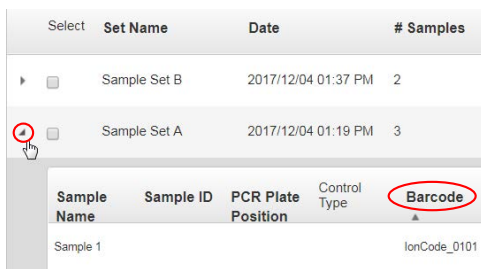 Select Set Name Date # Samples
Sample Set B 2017/12/04 01:37 PM 2
Sample Set A 2017/12/04 01:19 PM 3
Sample Name Sample ID PCR Plate Position Control Type Barcode
Sample 1 IonCode_0101